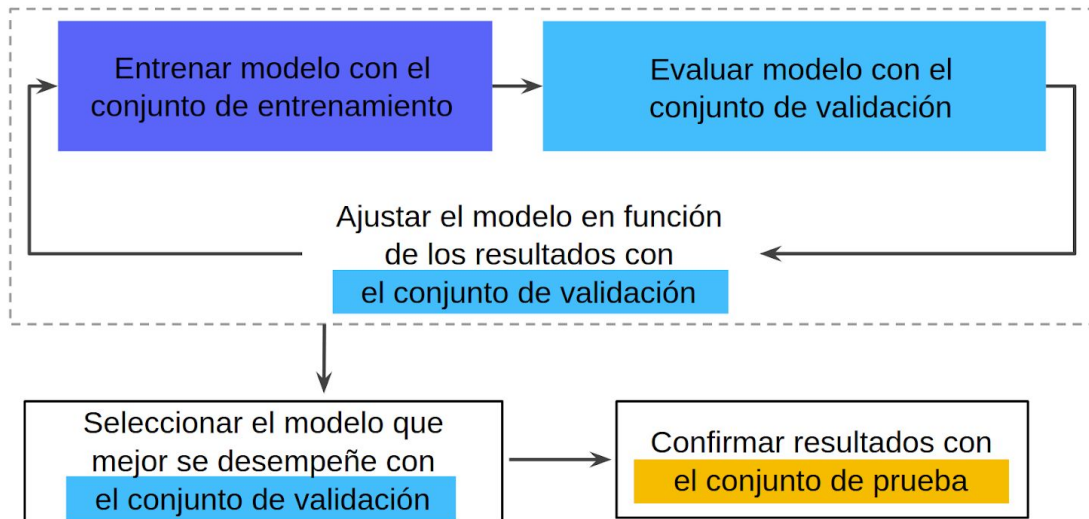 Entrenar modelo con el
conjunto de entrenamiento
Evaluar modelo con el
conjunto de validación
Ajustar el modelo en función
de los resultados con
el conjunto de validación
Seleccionar el modelo que
mejor se desempeñe con
el conjunto de validación
Confirmar resultados con
el conjunto de prueba